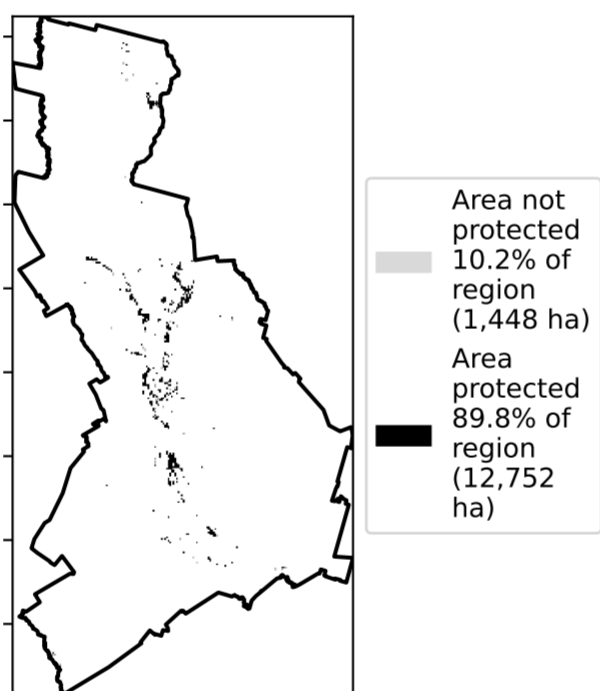 Area not
protected
10.2% of
region
(1,448 ha)
Area
protected
89.8% of
region
(12,752
ha)